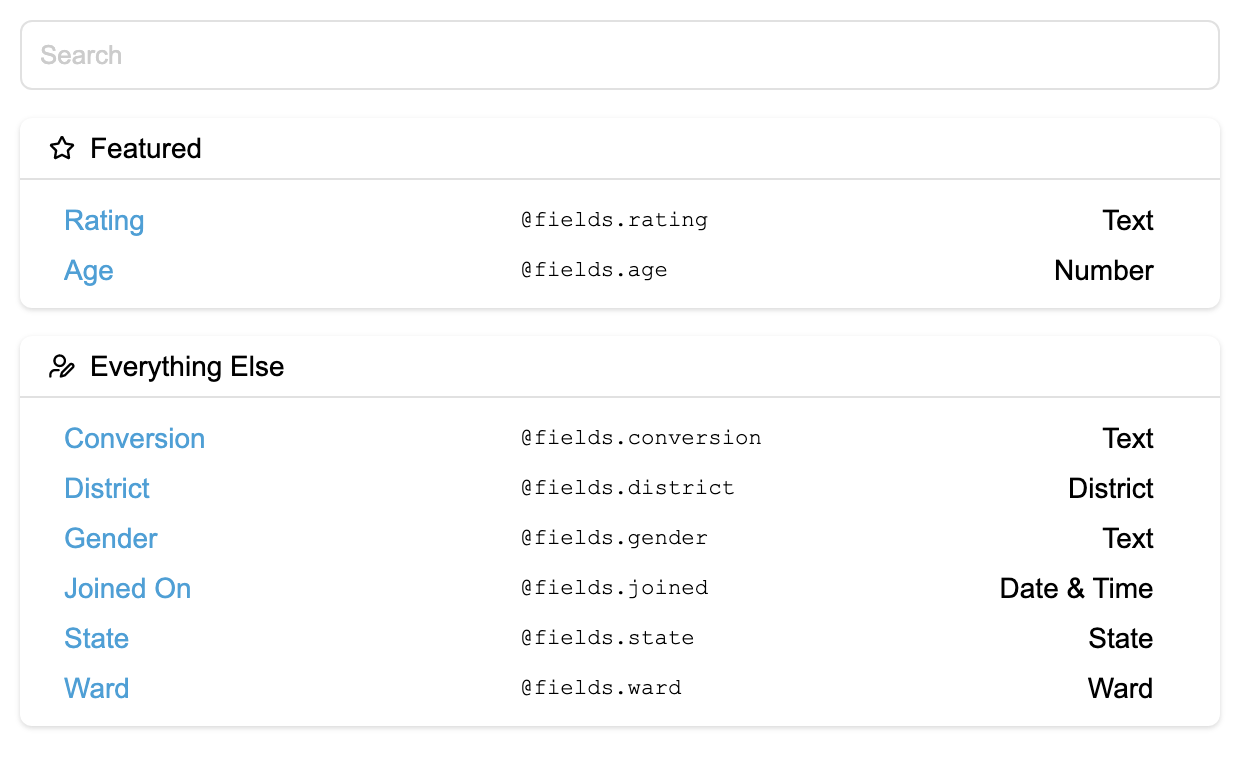 Search
Featured
Rating @fields.rating Text
Age @fields.age Number
Everything Else
Conversion @fields.conversion Text
District @fields.district District
Gender @fields.gender Text
Joined On @fields.joined Date & Time
State @fields.state State
Ward @fields.ward Ward